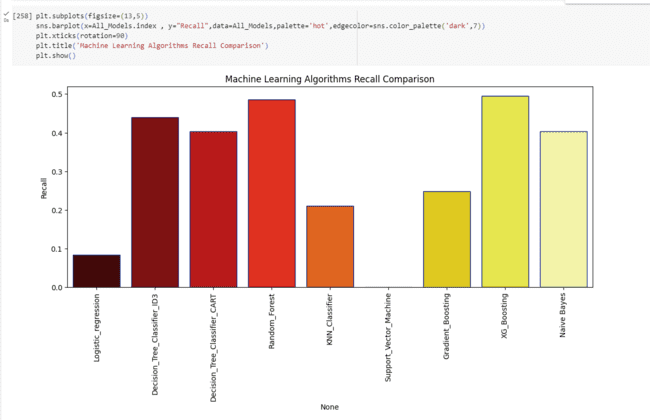 [258] plt.subplots(figsize=(13,5))
sns.barplot(x=All_Models.index , y="Recall",data=All_Models,palette='hot',edgecolor=sns.color_palette('dark',7))
plt.xticks(rotation=90)
plt.title('Machine Learning Algorithms Recall Comparison')
plt.show()
Machine Learning Algorithms Recall Comparison
0.5
0.4
0.3
0.2
0.1
0.0
Recall
Logistic_regression
Decision_Tree_Classifier_ID3
Decision_Tree_Classifier_CART
Random_Forest
KNN_Classifier
Support_Vector_Machine
Gradient_Boosting
XG_Boosting
Naive Bayes
None